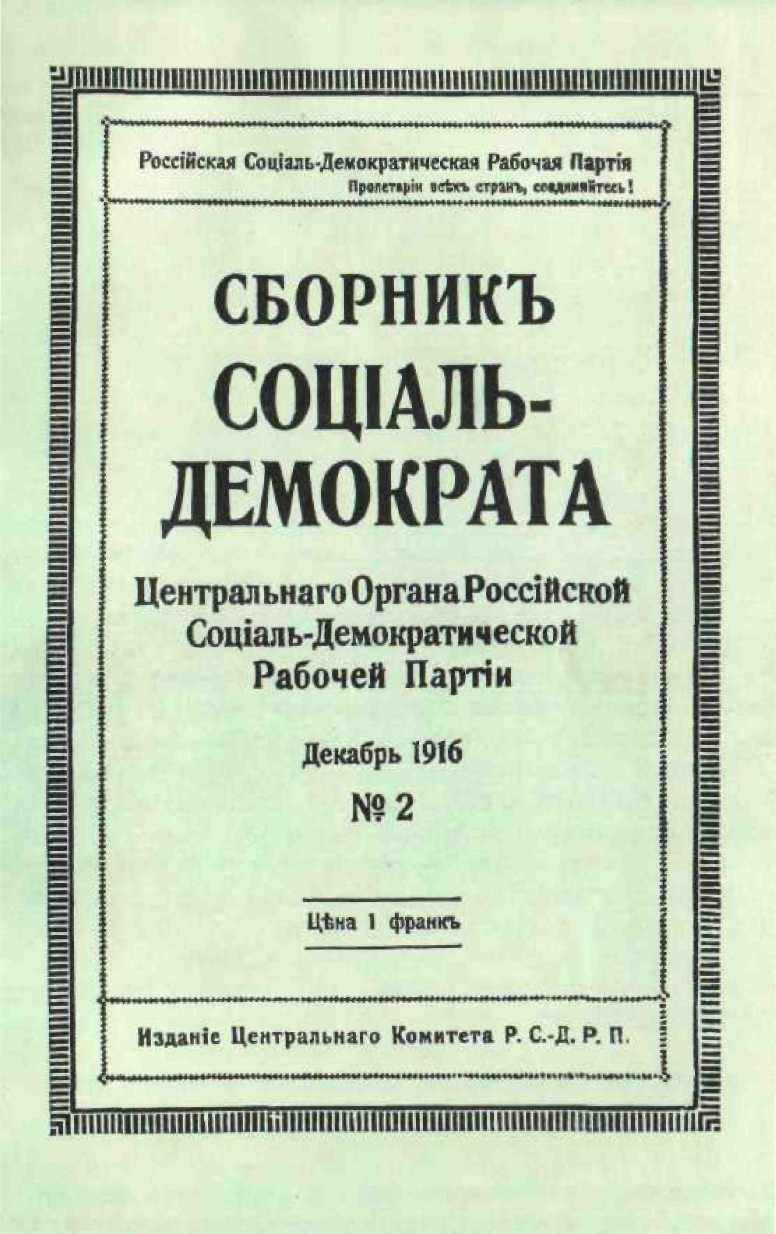 Россійская Соціаль-Демократическая Рабочая Партія
Пролетаріи всѣхъ странъ, соединяйтесь!
СБОРНИКЪ
СОЦІАЛЬ-
ДЕМОКРАТА
Центральнаго Органа Россійской
Соціаль-Демократической
Рабочей Партіи
Декабрь 1916
№ 2
Цѣна 1 франкъ
Изданіе Центральнаго Комитета Р. С.-Д. Р. П.